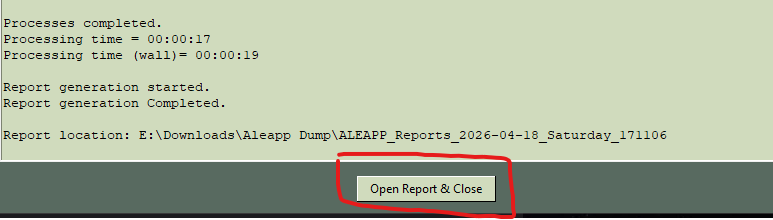 Processes completed.
Processing time = 00:00:17
Processing time (wall)= 00:00:19
Report generation started.
Report generation Completed.
Report location: E:\Downloads\Aleapp Dump\ALEAPP_Reports_2026-04-18_Saturday_171106
Open Report & Close